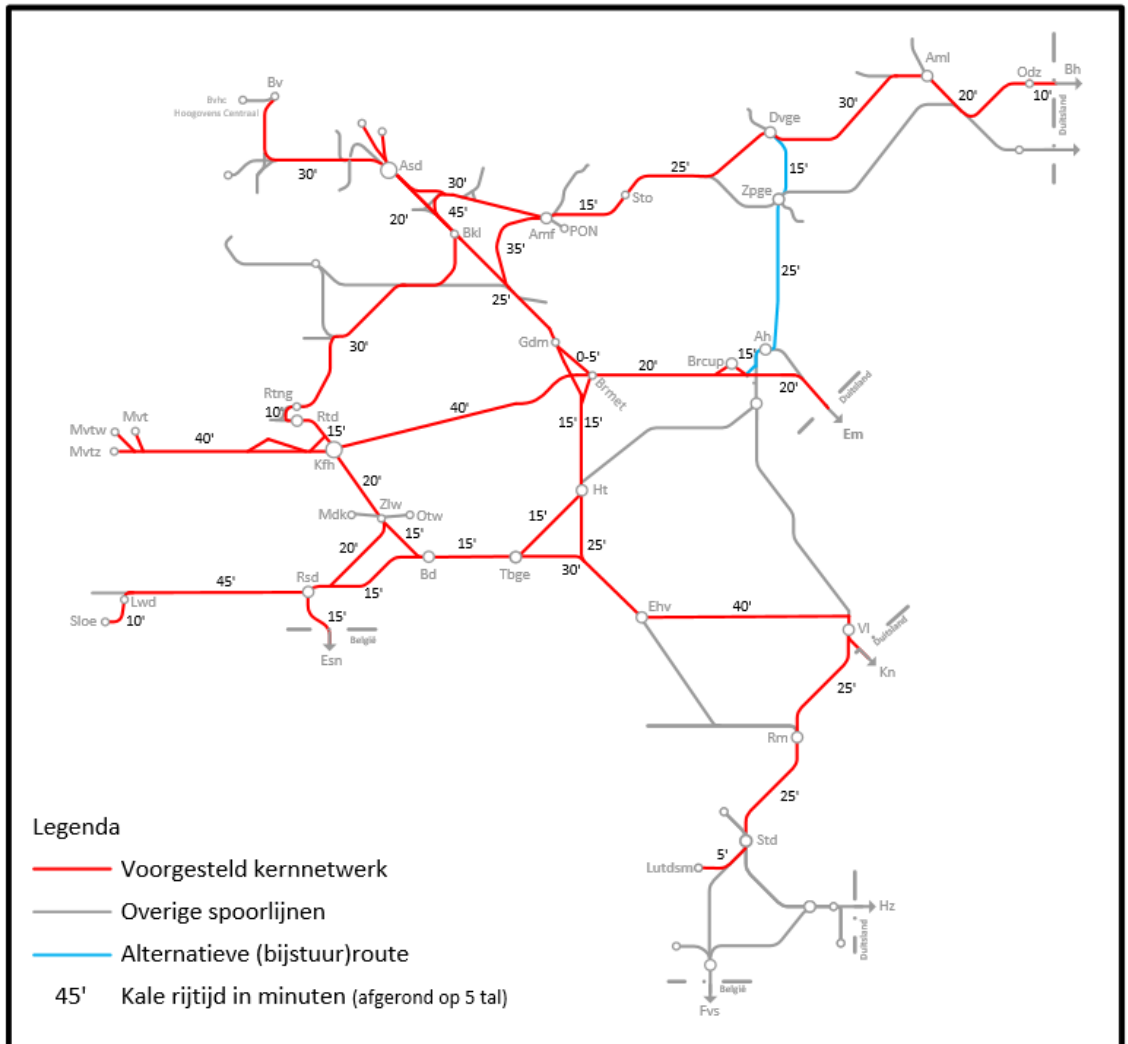 Aml
Bv
Odz
Bh
Bvhc
Hoogovens Centraal
20'
10'
30'
Duitsland
Dvge
Asd
30'
30'
25'
15'
Sto
Zpge
15'
20'
45'
Amf
PON
Bkl
35'
25'
25'
Gdm
Ah
0-5'
30'
Brcup
15'
20'
20'
Duitsland
Brmet
Rtng
40'
10'
Rtd
Mvt
15'
15'
15'
Mvtw
Em
40'
Mvtz
Kfh
20'
Ht
Zlw
Mdk
Otw
15'
15'
15'
25'
20'
Bd
Tbge
30'
Rsd
45'
15'
Ehv
40'
Lwd
Sloe
10'
15'
Vl
Duitsland
België
Esn
Kn
25'
Rm
25'
Legenda
Std
5'
Lutdsm
Voorgesteld kernnetwerk
Overige spoorlijnen
Hz
Duitsland
Alternatieve (bijstuur)route
België
45' Kale rijtijd in minuten (afgerond op 5 tal)
Fvs